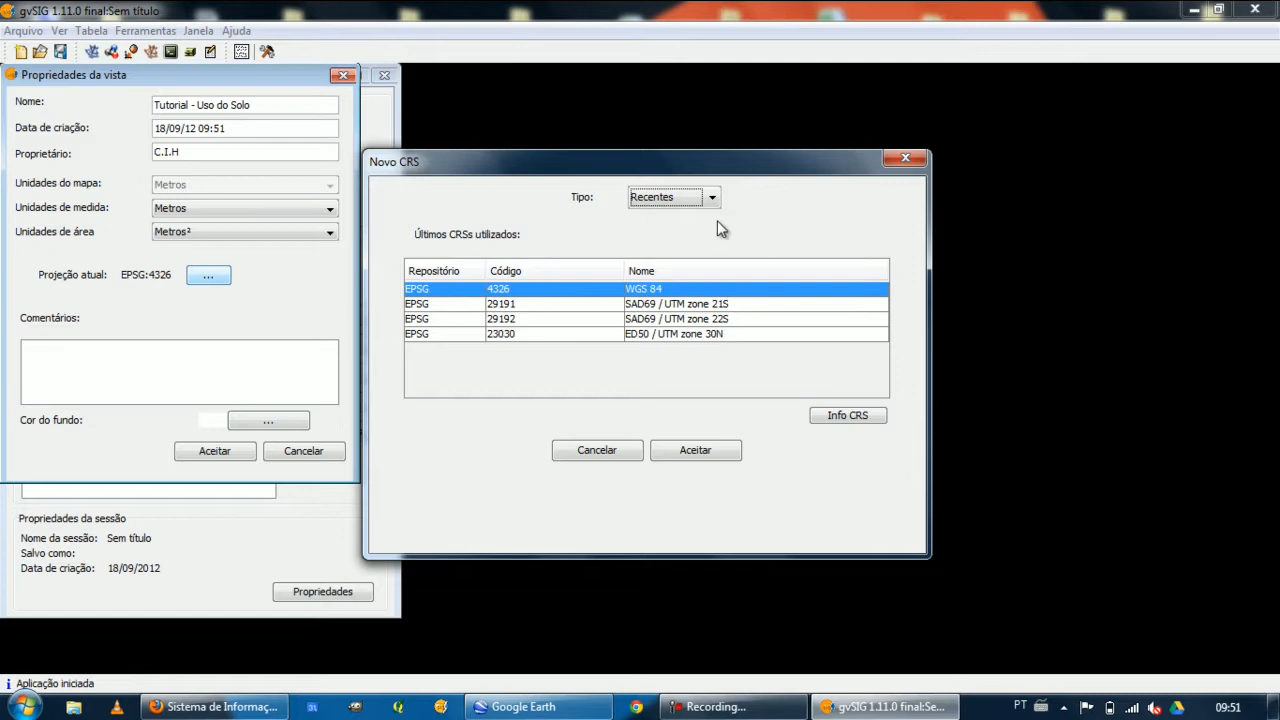 gvSIG 1.11.0 final:Sem título
Arquivo Ver Tabela Ferramentas Janela Ajuda
Propriedades da vista
Nome: Tutorial - Uso do Solo
Data de criação: 18/09/12 09:51
Proprietário: C.I.H
Unidades do mapa: Metros
Unidades de medida: Metros
Unidades de área: Metros²
Projeção atual: EPSG:4326 ...
Comentários:
Cor do fundo: ...
Aceitar Cancelar
Novo CRS
Tipo: Recentes
Últimos CRSs utilizados:
Repositório Código Nome
EPSG 4326 WGS 84
EPSG 29191 SAD69 / UTM zone 21S
EPSG 29192 SAD69 / UTM zone 22S
EPSG 23030 ED50 / UTM zone 30N
Info CRS
Cancelar Aceitar
Propriedades da sessão
Nome da sessão: Sem título
Salvo como:
Data de criação: 18/09/2012
Propriedades
Aplicação iniciada
Sistema de Informaç... Google Earth Recording... gvSIG 1.11.0 final:Se... PT 09:51